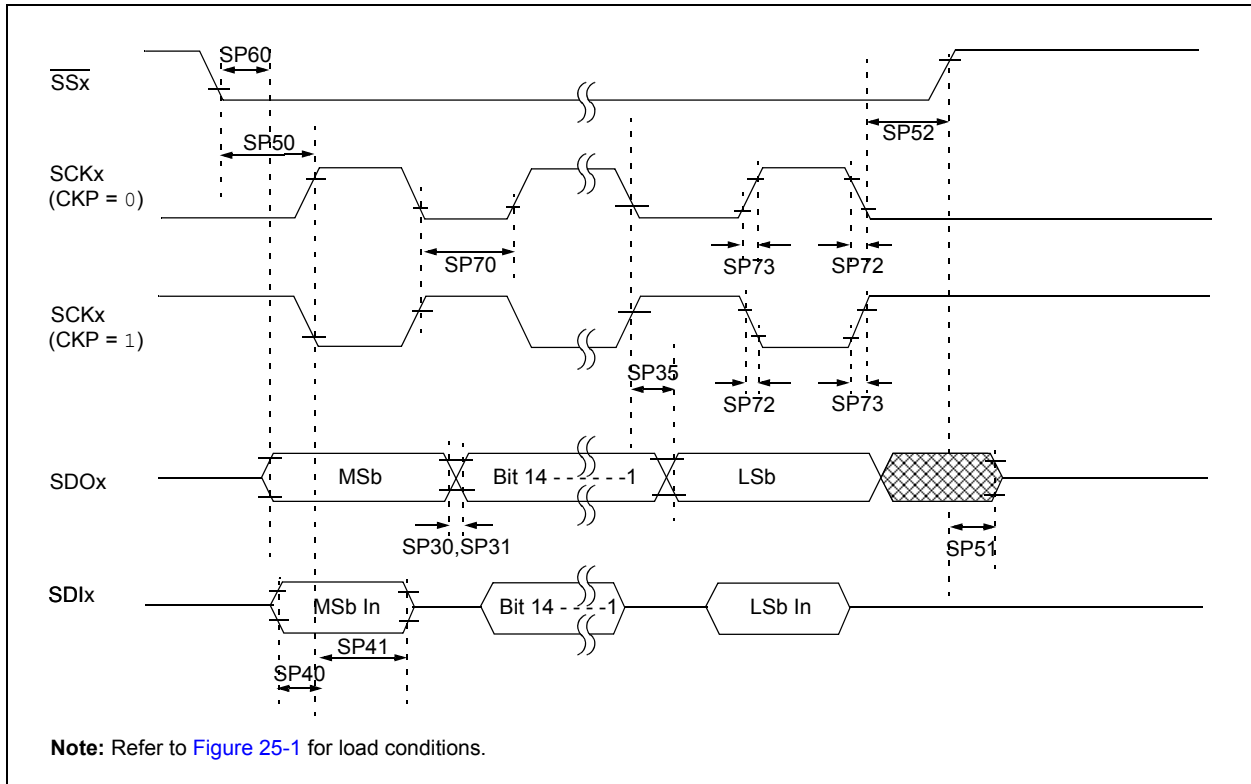 SP60
SSx
SP50
SP52
SCKx
(CKP = 0)
SP70
SP73
SP72
SCKx
(CKP = 1)
SP35
SP72
SP73
SDOx
MSb
Bit 14 - - - - - -1
LSb
SP30,SP31
SP51
SDIx
MSb In
Bit 14 - - - -1
LSb In
SP41
SP40
Note: Refer to Figure 25-1 for load conditions.